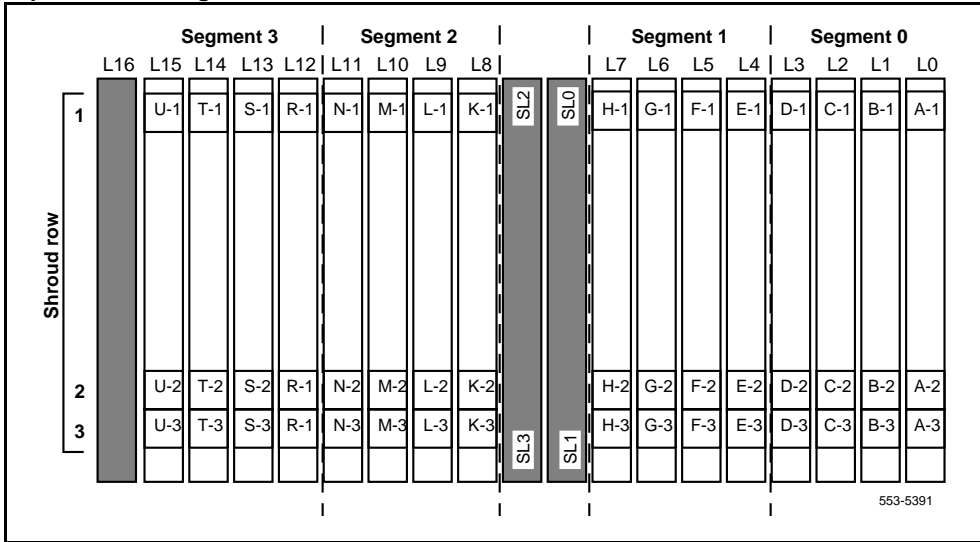 Segment 3 Segment 2 Segment 1 Segment 0
L16 L15 L14 L13 L12 L11 L10 L9 L8 L7 L6 L5 L4 L3 L2 L1 L0
1 U-1 T-1 S-1 R-1 N-1 M-1 L-1 K-1 SL2 SL0 H-1 G-1 F-1 E-1 D-1 C-1 B-1 A-1
Shroud row
2 U-2 T-2 S-2 R-1 N-2 M-2 L-2 K-2 H-2 G-2 F-2 E-2 D-2 C-2 B-2 A-2
3 U-3 T-3 S-3 R-1 N-3 M-3 L-3 K-3 SL3 SL1 H-3 G-3 F-3 E-3 D-3 C-3 B-3 A-3
553-5391